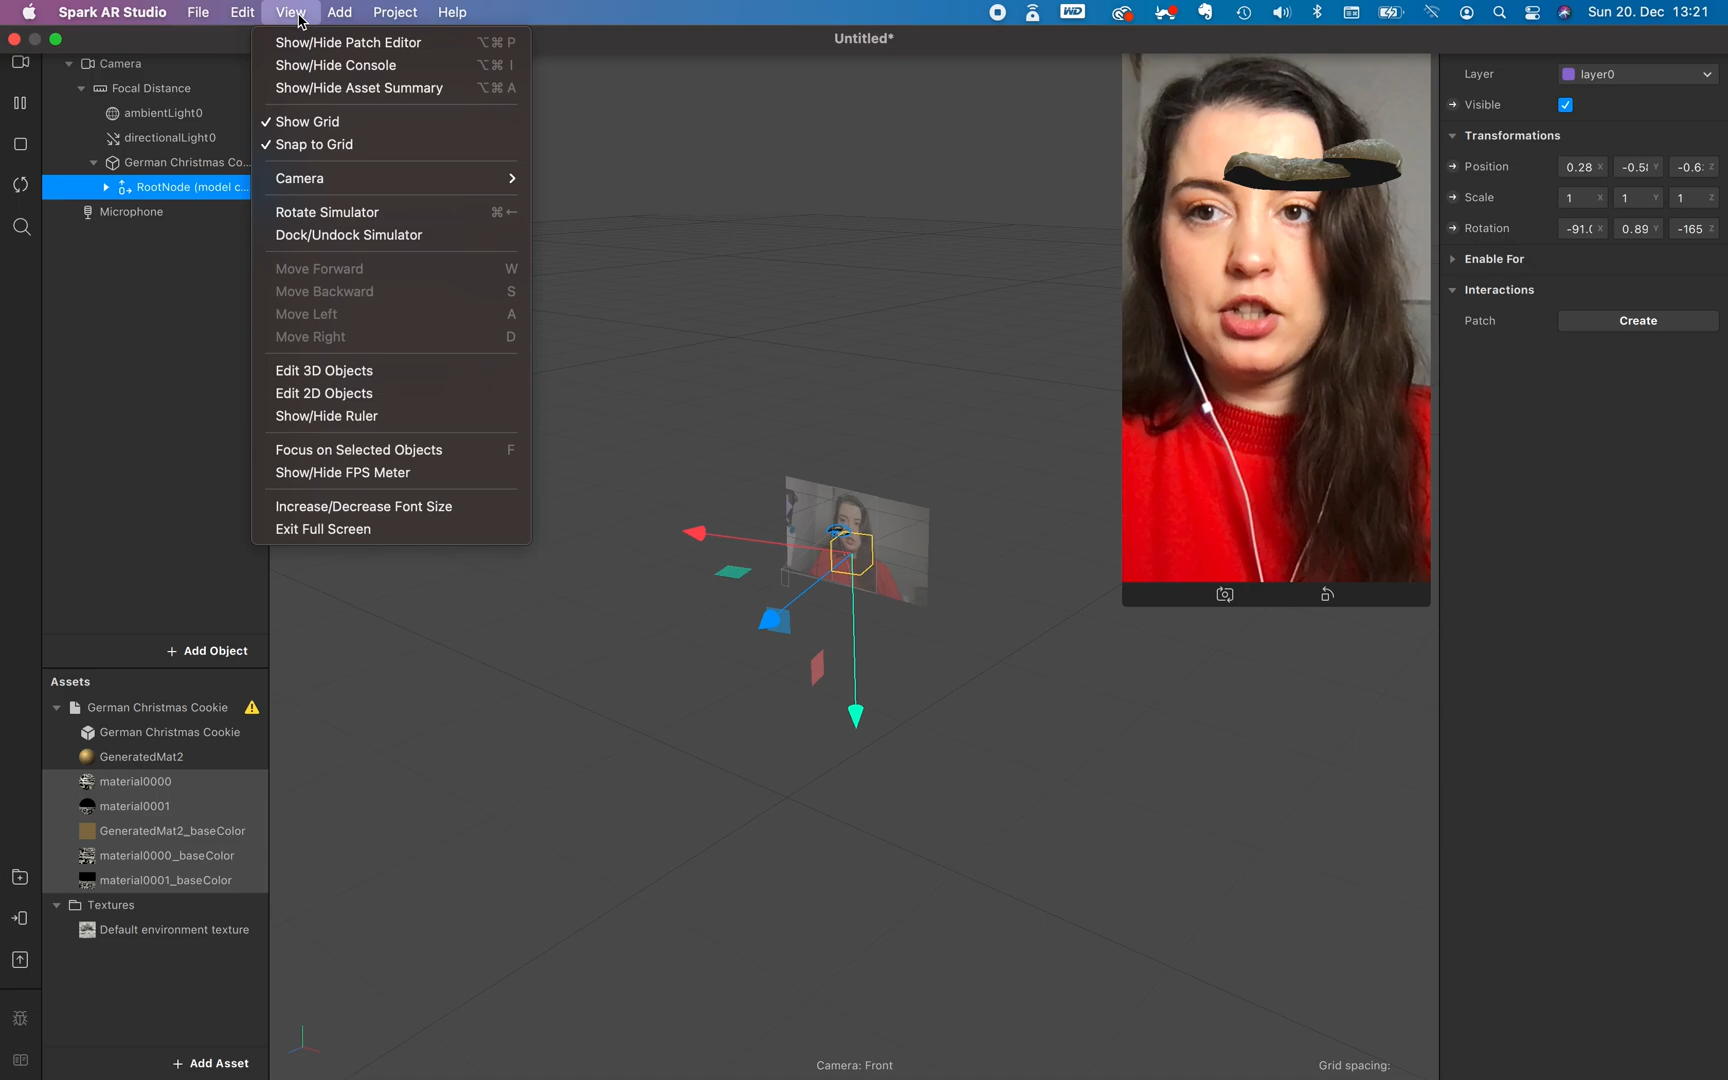 Spark AR Studio File Edit View Add Project Help WD Sun 20. Dec 13:21
Untitled*
Camera
Focal Distance
ambientLight0
directionalLight0
German Christmas Co...
RootNode (model c...
Microphone
+ Add Object
Show/Hide Patch Editor ⌥⌘ P
Show/Hide Console ⌥⌘ I
Show/Hide Asset Summary ⌥⌘ A
✓ Show Grid
✓ Snap to Grid
Camera >
Rotate Simulator ⌘←
Dock/Undock Simulator
Move Forward W
Move Backward S
Move Left A
Move Right D
Edit 3D Objects
Edit 2D Objects
Show/Hide Ruler
Focus on Selected Objects F
Show/Hide FPS Meter
Increase/Decrease Font Size
Exit Full Screen
Assets
German Christmas Cookie
German Christmas Cookie
GeneratedMat2
material0000
material0001
GeneratedMat2_baseColor
material0000_baseColor
material0001_baseColor
Textures
Default environment texture
+ Add Asset
Camera: Front
Grid spacing:
Layer layer0
Visible
Transformations
Position 0.28 X -0.5( Y -0.6: Z
Scale 1 X 1 Y 1 Z
Rotation -91.( X 0.89 Y -165 Z
Enable For
Interactions
Patch Create